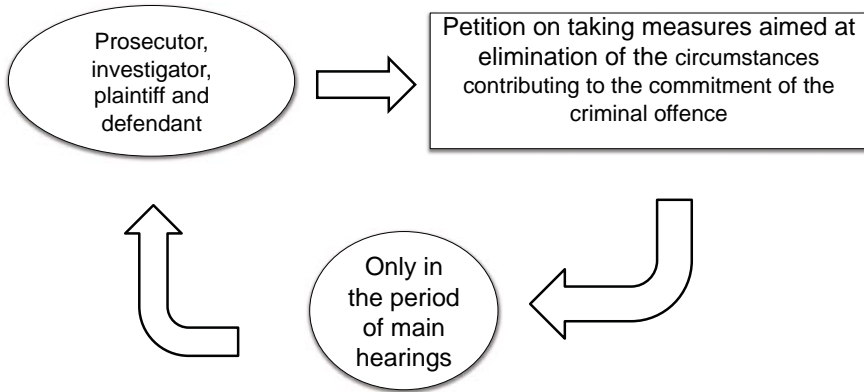 Prosecutor,
investigator,
plaintiff and
defendant
Petition on taking measures aimed at
elimination of the circumstances
contributing to the commitment of the
criminal offence
Only in
the period
of main
hearings